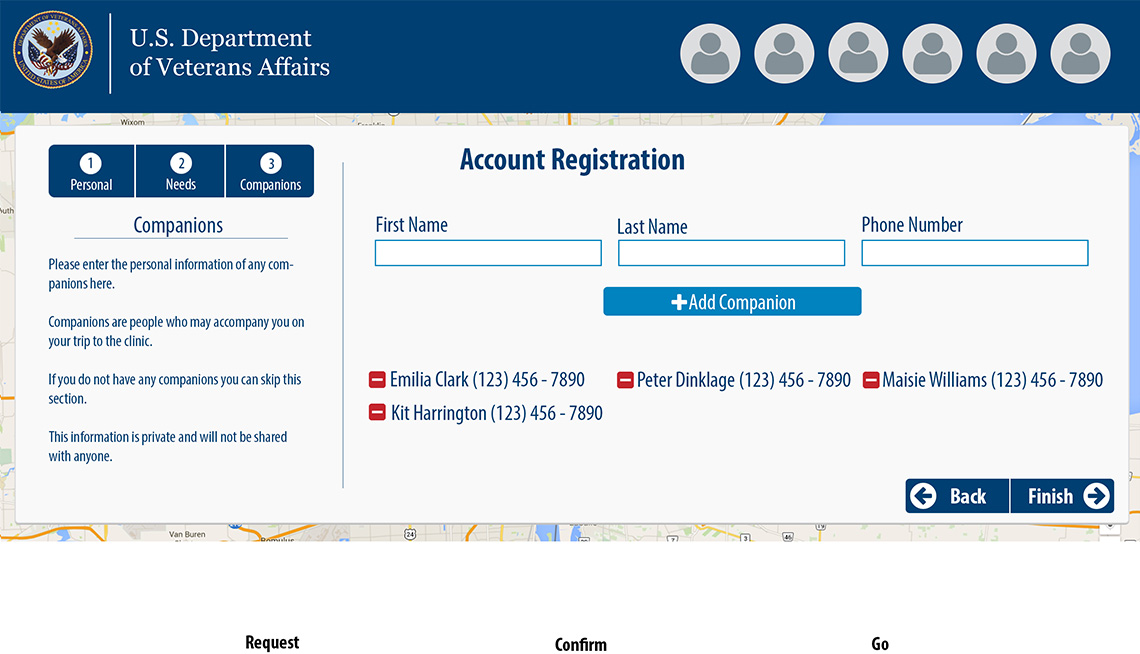 DEPARTMENT OF VETERANS AFFAIRS
UNITED STATES OF AMERICA
U.S. Department
of Veterans Affairs
Wixom
1
2
3
Personal
Needs
Companions
Account Registration
Companions
Please enter the personal information of any com-
panions here.
Companions are people who may accompany you on
your trip to the clinic.
If you do not have any companions you can skip this
section.
This information is private and will not be shared
with anyone.
First Name
Last Name
Phone Number
Add Companion
Emilia Clark (123) 456 - 7890
Peter Dinklage (123) 456 - 7890
Maisie Williams (123) 456 - 7890
Kit Harrington (123) 456 - 7890
Back
Finish
Van Buren
Romulus
24
3
46
Request
Confirm
Go